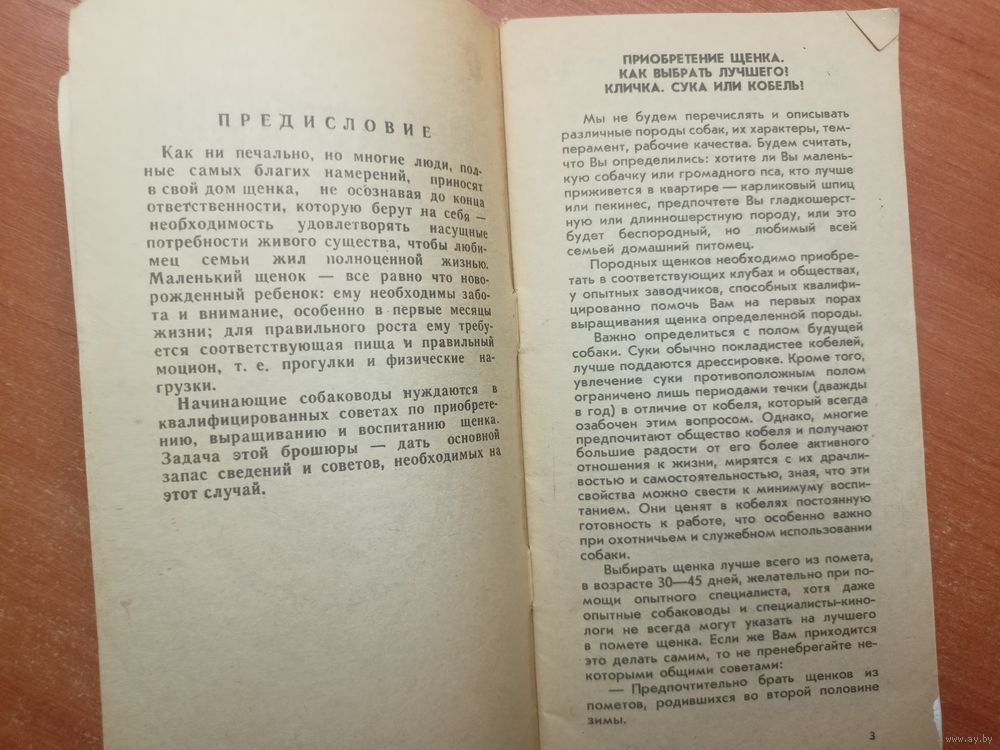 ПРЕДИСЛОВИЕ
Как ни печально, но многие люди, пол-
ные самых благих намерений, приносят
в свой дом щенка, не осознавая до конца
ответственности, которую берут на себя —
необходимость удовлетворять насущные
потребности живого существа, чтобы люби-
мец семьи жил полноценной жизнью.
Маленький щенок — все равно что ново-
рожденный ребенок: ему необходимы забо-
та и внимание, особенно в первые месяцы
жизни; для правильного роста ему требу-
ется соответствующая пища и правильный
моцион, т. е. прогулки и физические на-
грузки.
Начинающие собаководы нуждаются в
квалифицированных советах по приобрете-
нию, выращиванию и воспитанию щенка.
Задача этой брошюры — дать основной
запас сведений и советов, необходимых на
этот случай.
ПРИОБРЕТЕНИЕ ЩЕНКА.
КАК ВЫБРАТЬ ЛУЧШЕГО?
КЛИЧКА. СУКА ИЛИ КОБЕЛЬ?
Мы не будем перечислять и описывать
различные породы собак, их характеры, тем-
перамент, рабочие качества. Будем считать,
что Вы определились: хотите ли Вы малень-
кую собачку или громадного пса, кто лучше
приживется в квартире — карликовый шпиц
или пекинес, предпочтете Вы гладкошерст-
ную или длинношерстную породу, или это
будет беспородный, но любимый всей
семьей домашний питомец.
Породных щенков необходимо приобре-
тать в соответствующих клубах и обществах,
у опытных заводчиков, способных квалифи-
цированно помочь Вам на первых порах
выращивания щенка определенной породы.
Важно определиться с полом будущей
собаки. Суки обычно покладистее кобелей,
лучше поддаются дрессировке. Кроме того,
увлечение суки противоположным полом
ограничено лишь периодами течки (дважды
в год) в отличие от кобеля, который всегда
озабочен этим вопросом. Однако, многие
предпочитают общество кобеля и получают
большие радости от его более активного
отношения к жизни, мирятся с их драчли-
востью и самостоятельностью, зная, что эти
свойства можно свести к минимуму воспи-
танием. Они ценят в кобелях постоянную
готовность к работе, что особенно важно
при охотничьем и служебном использовании
собаки.
Выбирать щенка лучше всего из помета,
в возрасте 30—45 дней, желательно при по-
мощи опытного специалиста, хотя даже
опытные собаководы и специалисты-кино-
логи не всегда могут указать на лучшего
в помете щенка. Если же Вам приходится
это делать самим, то не пренебрегайте не-
которыми общими советами:
— Предпочтительно брать щенков из
пометов, родившихся во второй половине
зимы.
3
www.ay.by